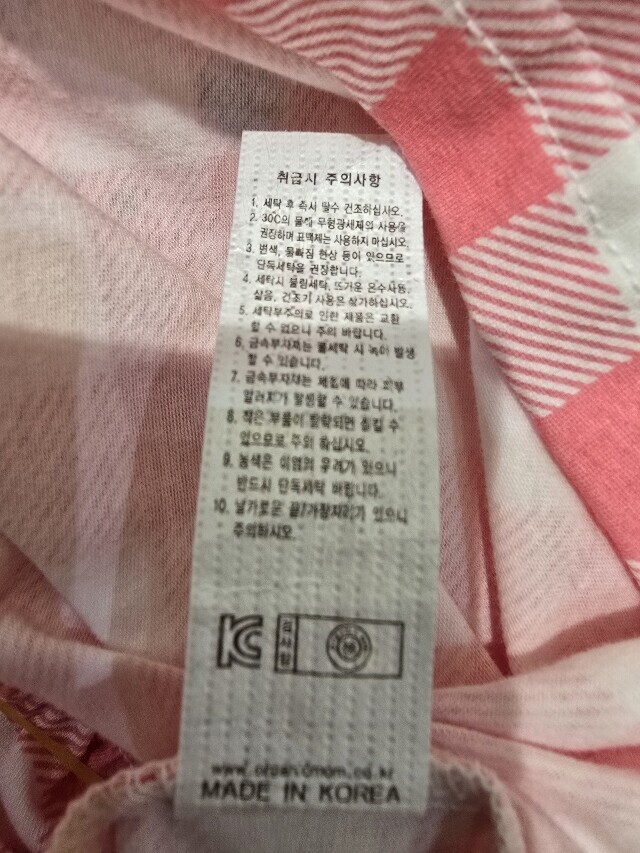 취급시 주의사항
1. 세탁 후 즉시 탈수 건조하십시오.
2. 30℃의 물에 무형광세제의 사용을
권장하며 표백제는 사용하지 마십시오.
3. 변색, 물빠짐 현상 등이 있으므로
단독세탁을 권장합니다.
4. 세탁시 물림세탁, 뜨거운 온수사용,
삶음, 건조기 사용은 삼가하십시오.
5. 세탁부주의로 인한 제품은 교환
할 수 없으니 주의 바랍니다.
6. 금속부자재는 물세탁 시 녹이 발생
할 수 있습니다.
7. 금속부자재는 체질에 따라 피부
알러지가 발생할 수 있습니다.
8. 작은 부품이 탈락되면 삼킬 수
있으므로 주의 하십시오.
9. 농색은 이염의 우려가 있으니
반드시 단독세탁 바랍니다.
10. 날카로운 끝/가장자리가 있으니
주의하시오.
KC
검사함
www.organicmom.co.kr
MADE IN KOREA